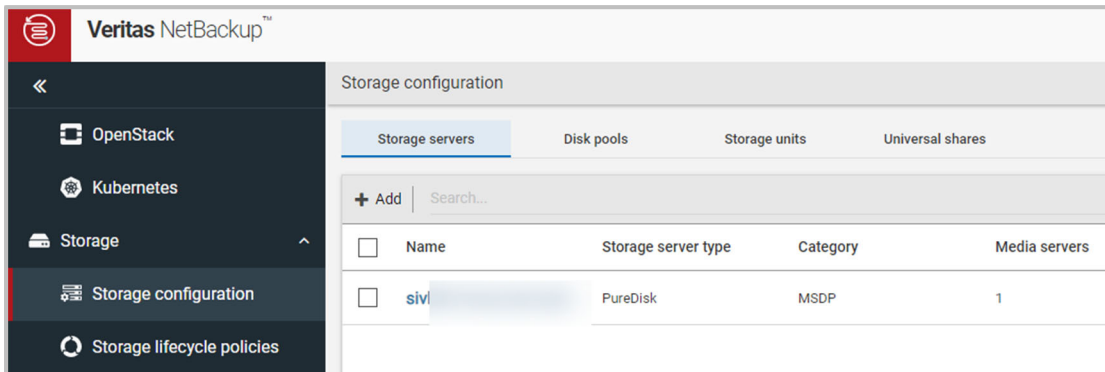 Veritas NetBackup™
Storage configuration
OpenStack
Storage servers Disk pools Storage units Universal shares
Kubernetes
Add Search...
Storage
Name Storage server type Category Media servers
Storage configuration
PureDisk MSDP 1
Storage lifecycle policies